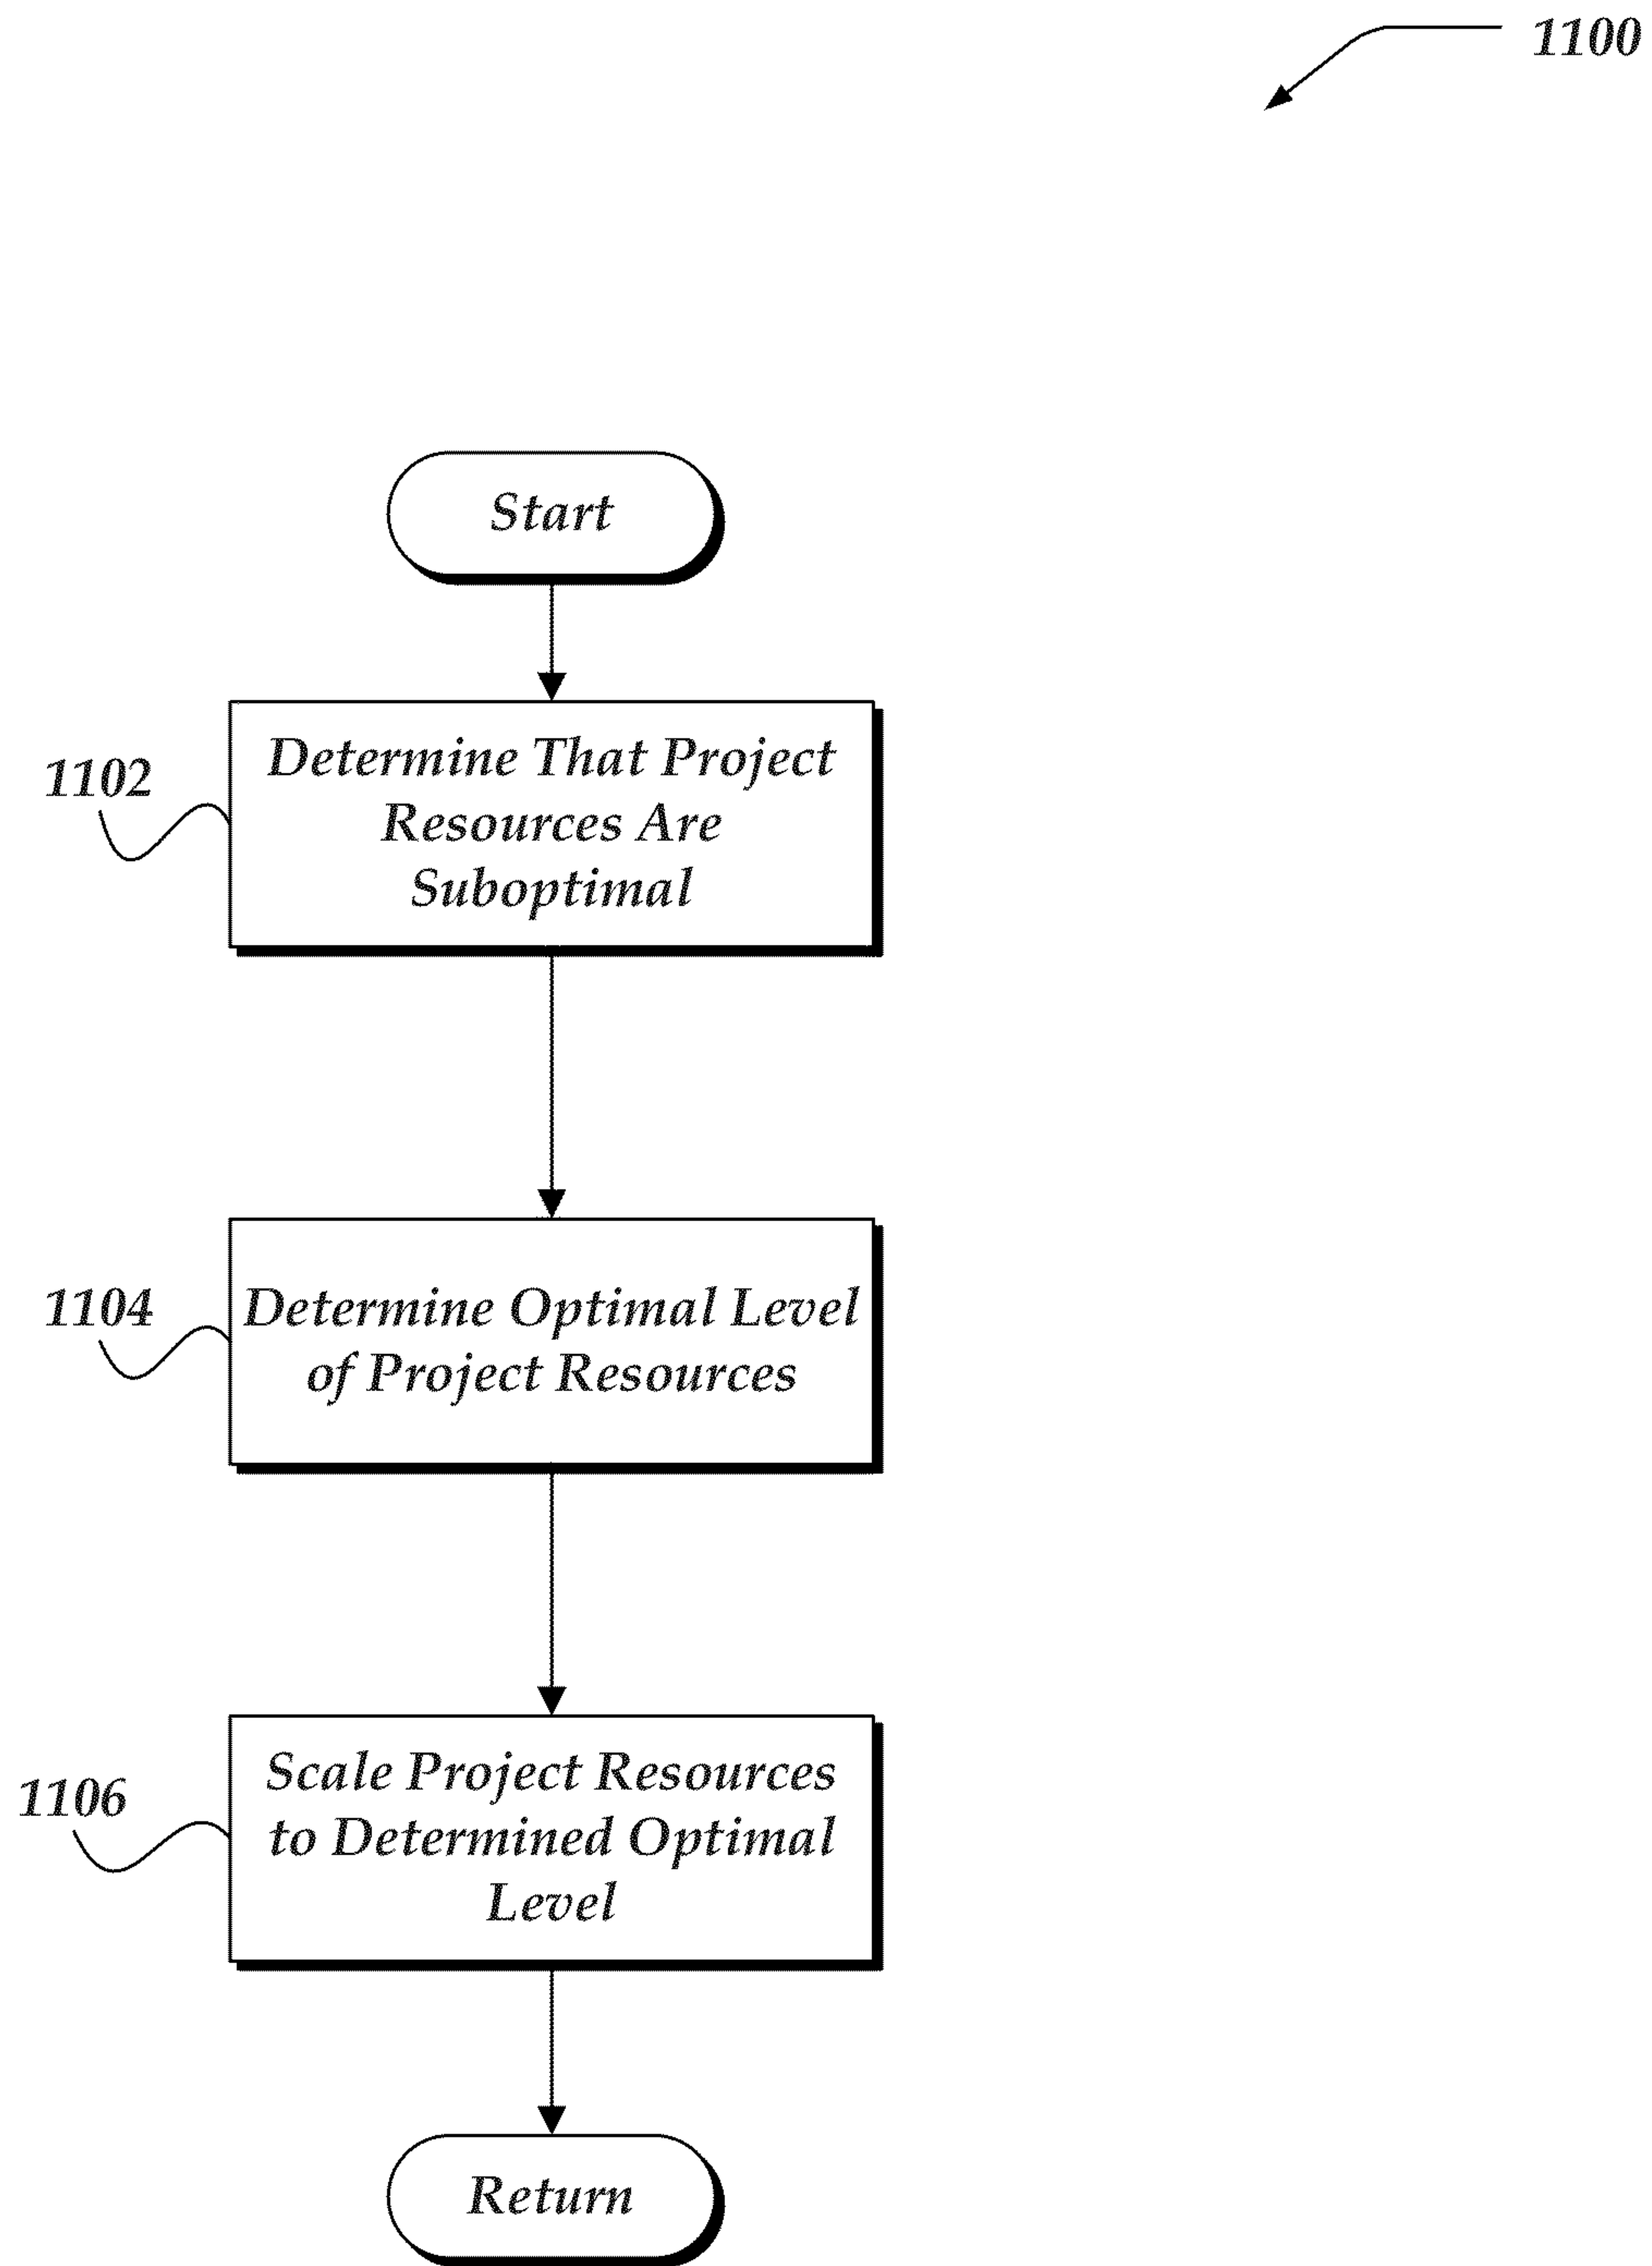 1100
Start
1102
Determine That Project
Resources Are
Suboptimal
1104
Determine Optimal Level
of Project Resources
1106
Scale Project Resources
to Determined Optimal
Level
Return